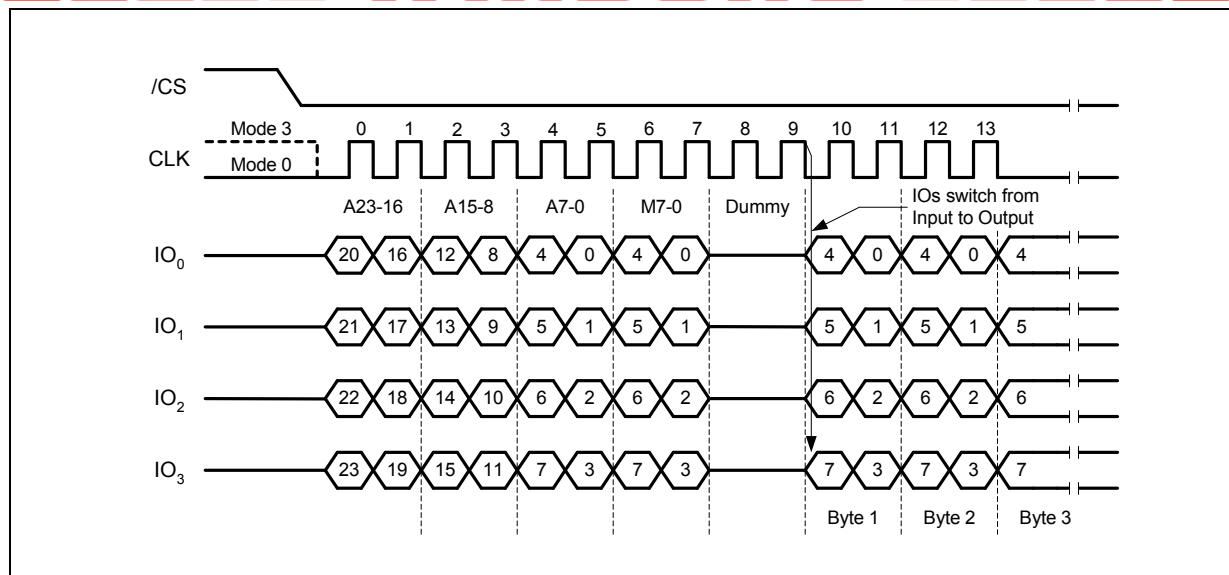 /CS
Mode 3 0 1 2 3 4 5 6 7 8 9 10 11 12 13
CLK
Mode 0
IOs switch from
Input to Output
A23-16 A15-8 A7-0 M7-0 Dummy
IO0 20 16 12 8 4 0 4 0 4 0 4 0 4
IO1 21 17 13 9 5 1 5 1 5 1 5 1 5
IO2 22 18 14 10 6 2 6 2 6 2 6 2 6
IO3 23 19 15 11 7 3 7 3 7 3 7 3 7
Byte 1 Byte 2 Byte 3